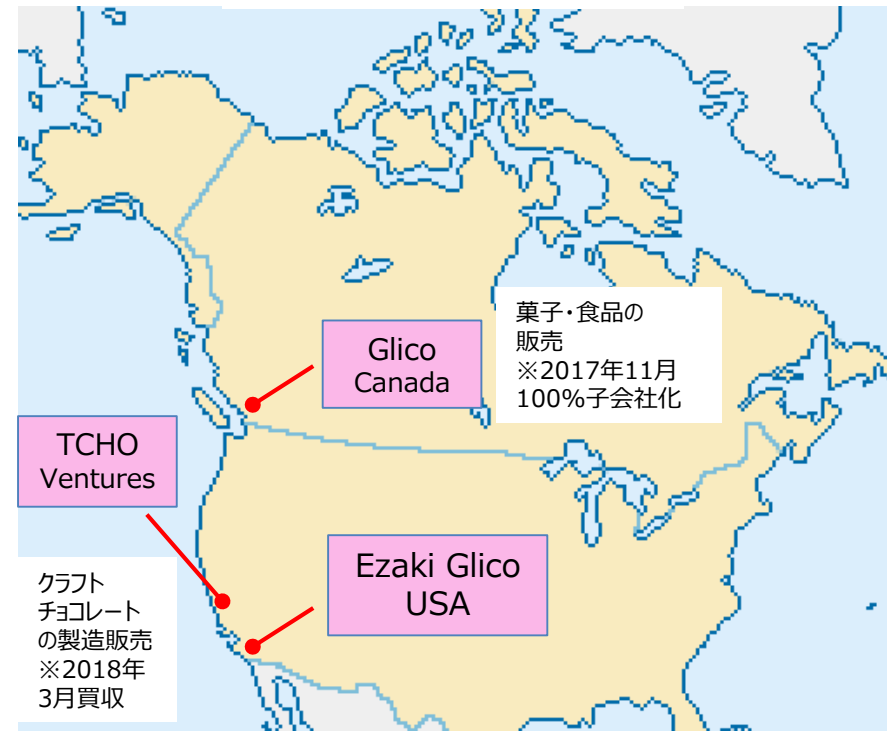 Glico
Canada
菓子・食品の
販売
※2017年11月
100%子会社化
TCHO
Ventures
クラフト
チョコレート
の製造販売
※2018年
3月買収
Ezaki Glico
USA